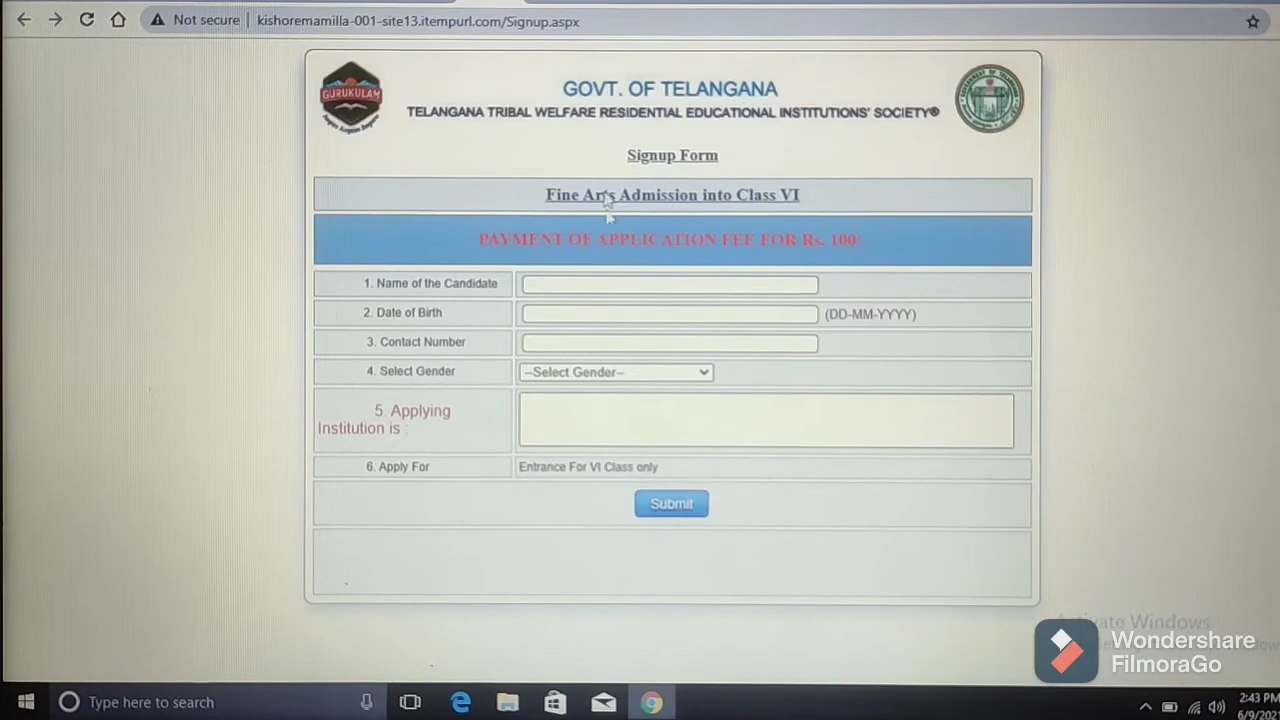 Not secure | kishoremamilla-001-site13.itempurl.com/Signup.aspx
GURUKULAM
GOVT. OF TELANGANA
TELANGANA TRIBAL WELFARE RESIDENTIAL EDUCATIONAL INSTITUTIONS' SOCIETY®
Signup Form
Fine Arts Admission into Class VI
PAYMENT OF APPLICATION FEE FOR Rs. 100/
1. Name of the Candidate
2. Date of Birth
(DD-MM-YYYY)
3. Contact Number
4. Select Gender
--Select Gender--
5. Applying
Institution is :
6. Apply For
Entrance For VI Class only
Submit
Activate Windows
Wondershare
FilmoraGo
Type here to search
2:43 PM